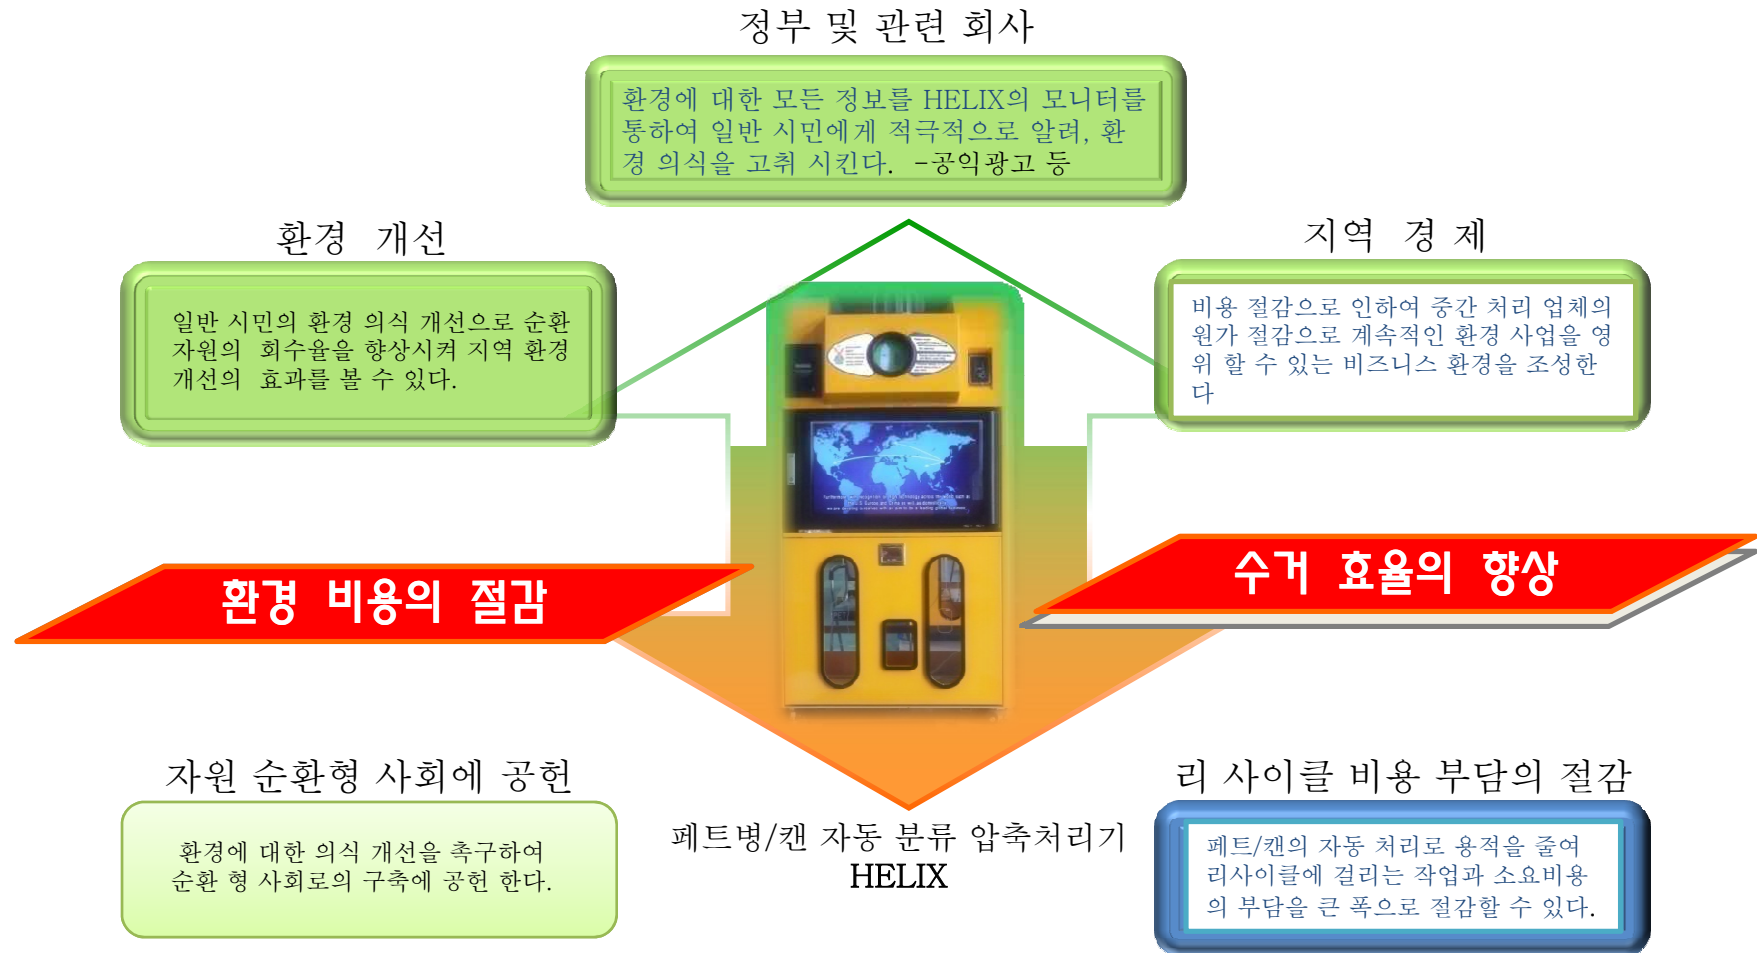 정부 및 관련 회사
환경에 대한 모든 정보를 HELIX의 모니터를
통하여 일반 시민에게 적극적으로 알려, 환
경 의식을 고취 시킨다. -공익광고 등
환경 개선
일반 시민의 환경 의식 개선으로 순환
자원의 회수율을 향상시켜 지역 환경
개선의 효과를 볼 수 있다.
지역 경 제
비용 절감으로 인하여 중간 처리 업체의
원가 절감으로 계속적인 환경 사업을 영
위 할 수 있는 비즈니스 환경을 조성한
다
환경 비용의 절감
수거 효율의 향상
자원 순환형 사회에 공헌
환경에 대한 의식 개선을 촉구하여
순환 형 사회로의 구축에 공헌 한다.
페트병/캔 자동 분류 압축처리기
HELIX
리 사이클 비용 부담의 절감
페트/캔의 자동 처리로 용적을 줄여
리사이클에 걸리는 작업과 소요비용
의 부담을 큰 폭으로 절감할 수 있다.